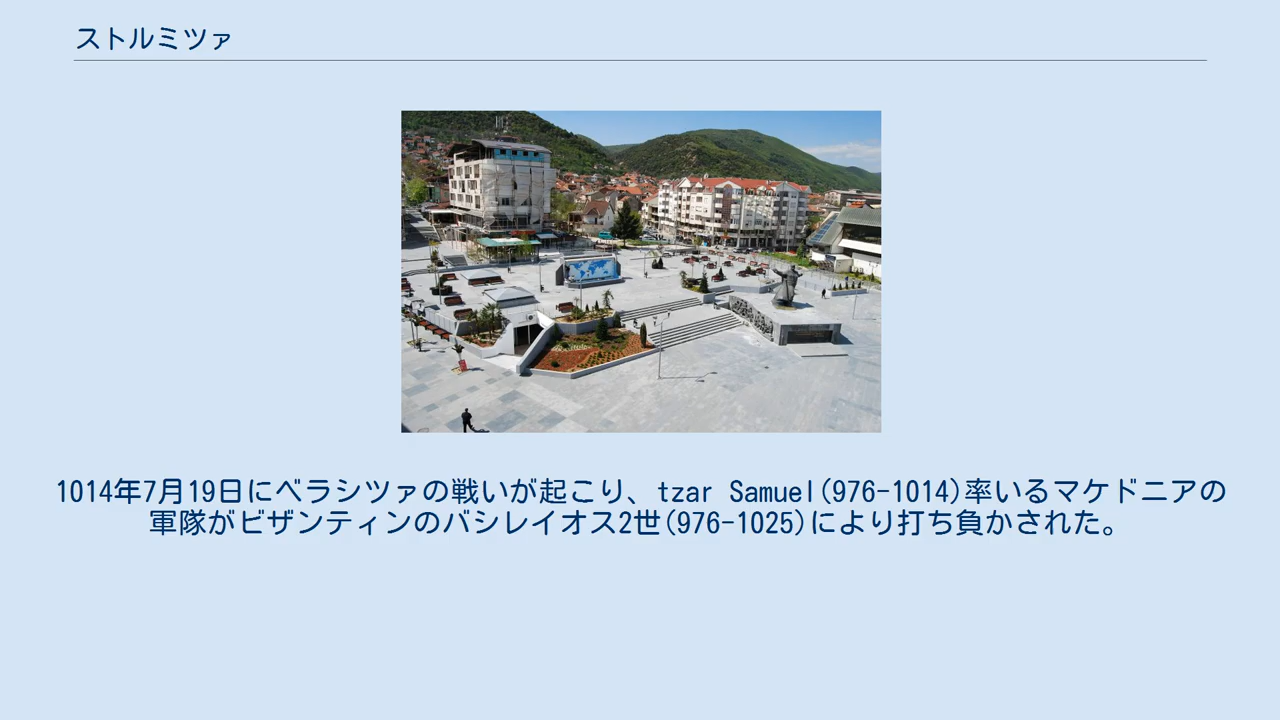 ストルミツァ
1014年7月19日にベラシツァの戦いが起こり、tzar Samuel(976-1014)率いるマケドニアの
軍隊がビザンティンのバシレイオス2世(976-1025)により打ち負かされた。